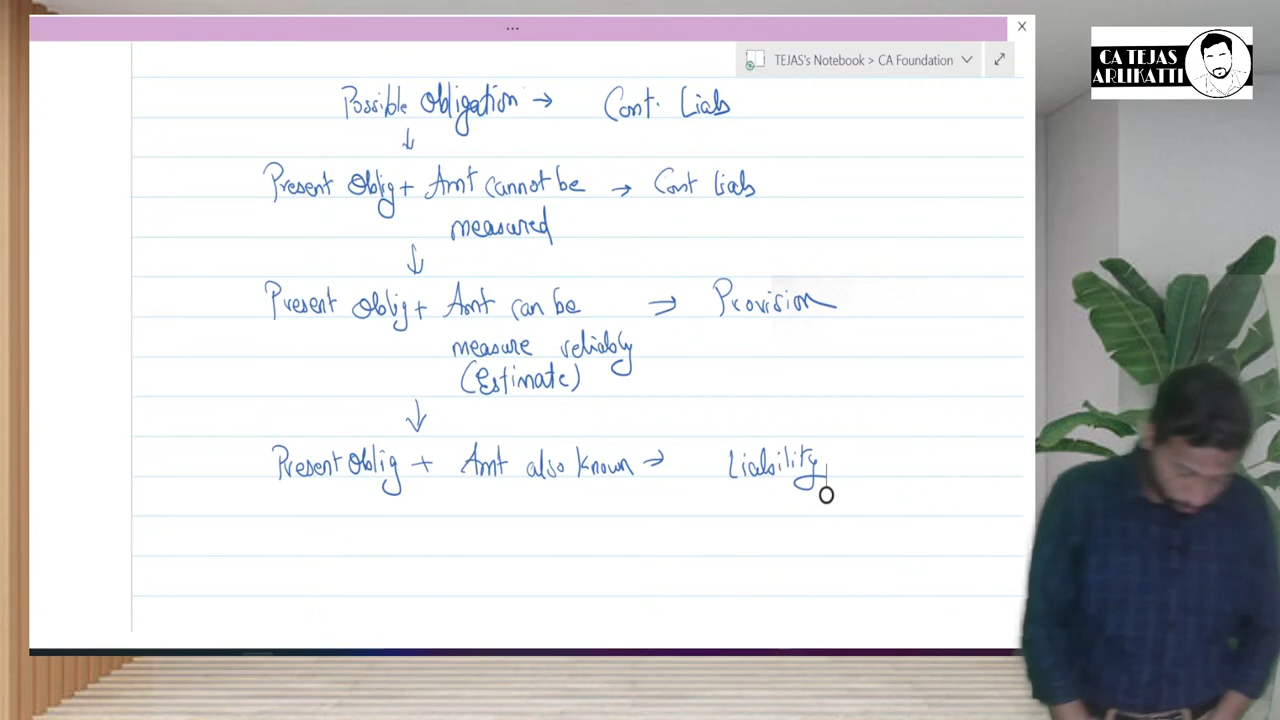 ...
TEJAS's Notebook > CA Foundation
CA TEJAS
ARLIKATTI
Possible Obligation → Cont. Liab
↓
Present Oblig + Amt cannot be → Cont Liab
measured
↓
Present Oblig + Amt can be ⇒ Provision
measure reliably
(Estimate)
↓
Present Oblig + Amt also known → Liability